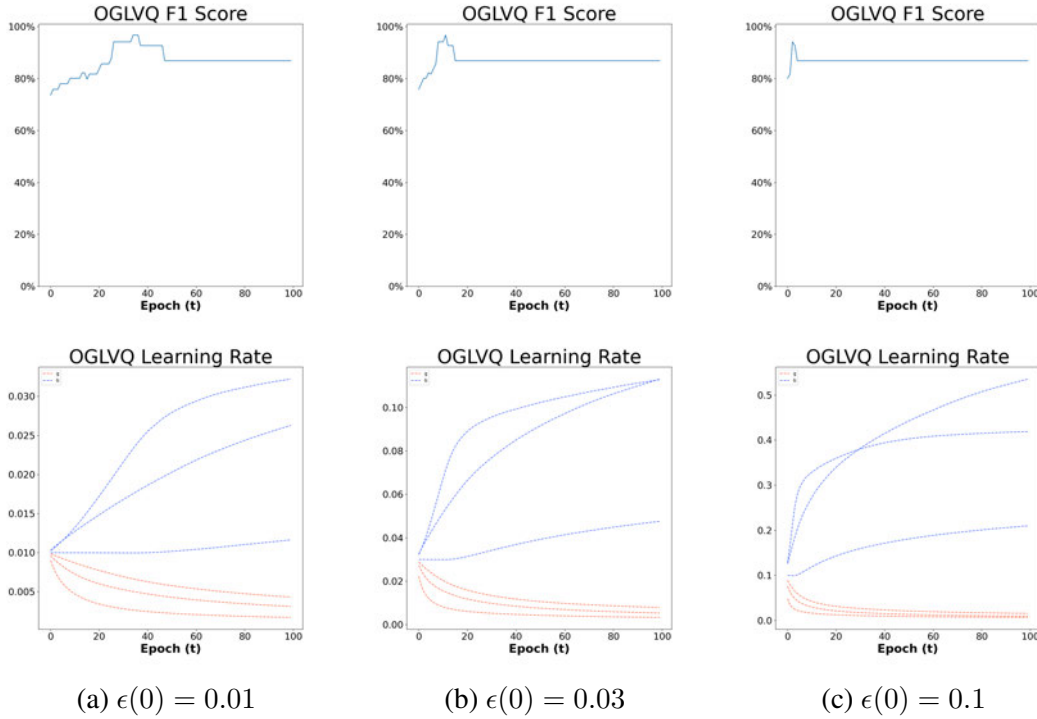 OGLVQ F1 Score
100%
80%
60%
40%
20%
0%
0 20 40 60 80 100
Epoch (t)
OGLVQ F1 Score
100%
80%
60%
40%
20%
0%
0 20 40 60 80 100
Epoch (t)
OGLVQ F1 Score
100%
80%
60%
40%
20%
0%
0 20 40 60 80 100
Epoch (t)
OGLVQ Learning Rate
0.030
0.025
0.020
0.015
0.010
0.005
0 20 40 60 80 100
Epoch (t)
OGLVQ Learning Rate
0.10
0.08
0.06
0.04
0.02
0.00
0 20 40 60 80 100
Epoch (t)
OGLVQ Learning Rate
0.5
0.4
0.3
0.2
0.1
0.0
0 20 40 60 80 100
Epoch (t)
(a) ϵ(0) = 0.01
(b) ϵ(0) = 0.03
(c) ϵ(0) = 0.1